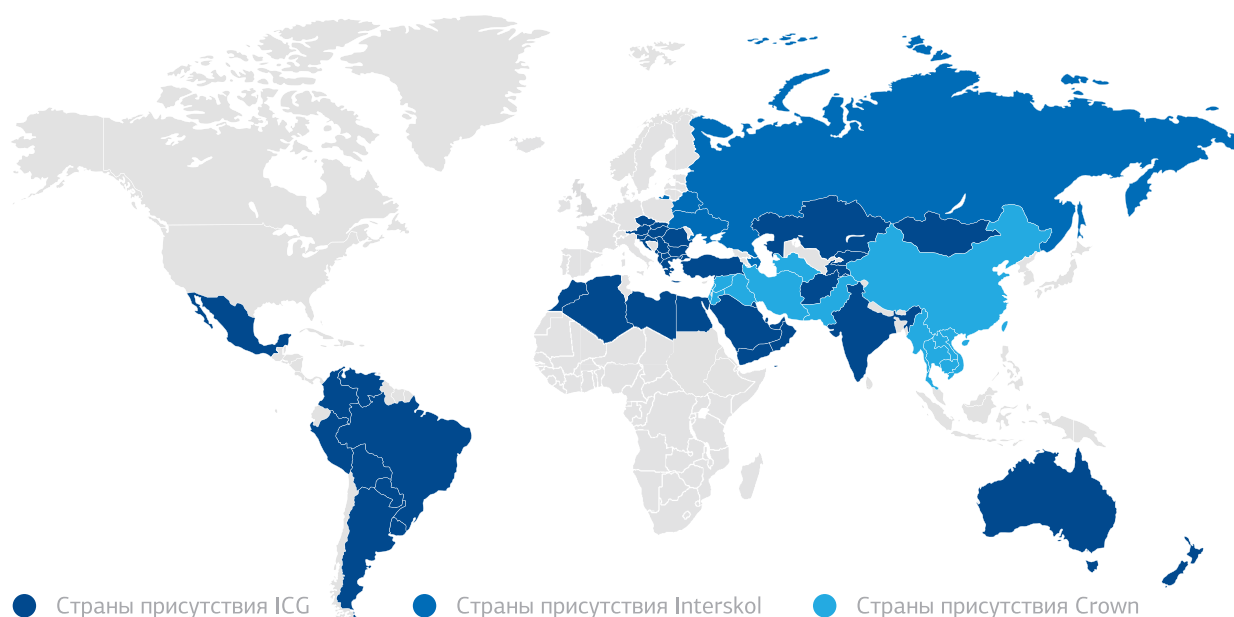 Страны присутствия ICG
Страны присутствия Interskol
Страны присутствия Crown